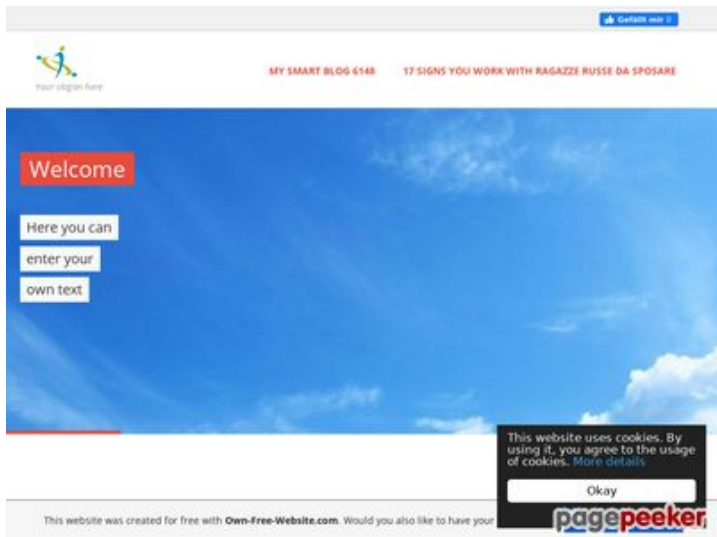 Gefällt mir 0
Your slogan here
MY SMART BLOG 6148 17 SIGNS YOU WORK WITH RAGAZZE RUSSE DA SPOSARE
Welcome
Here you can
enter your
own text
This website uses cookies. By
using it, you agree to the usage
of cookies. More details
Okay
This website was created for free with Own-Free-Website.com. Would you also like to have your
pagepeeker